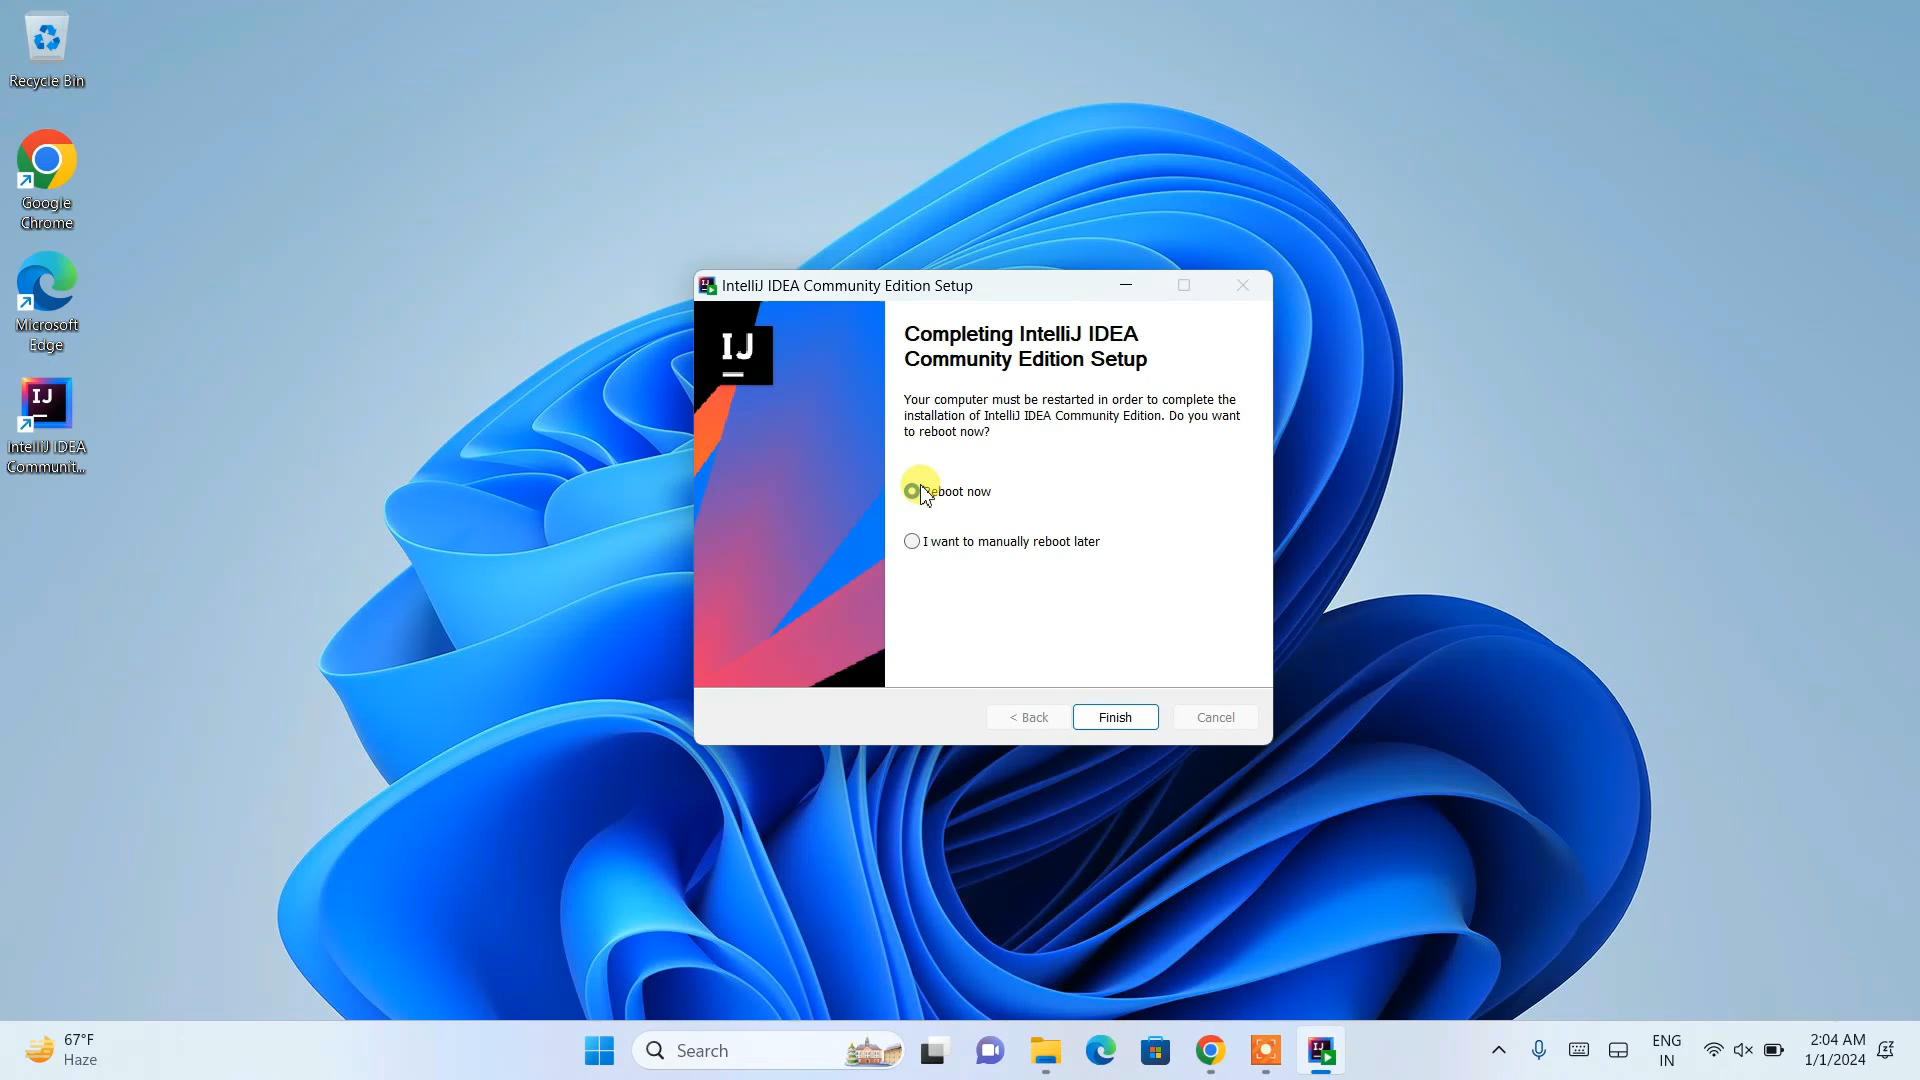 Recycle Bin
Google
Chrome
Microsoft
Edge
IJ
IntelliJ IDEA
Communit...
IntelliJ IDEA Community Edition Setup
IJ
Completing IntelliJ IDEA
Community Edition Setup
Your computer must be restarted in order to complete the
installation of IntelliJ IDEA Community Edition. Do you want
to reboot now?
Reboot now
I want to manually reboot later
< Back
Finish
Cancel
67°F
Haze
Search
IJ
ENG
IN
2:04 AM
1/1/2024